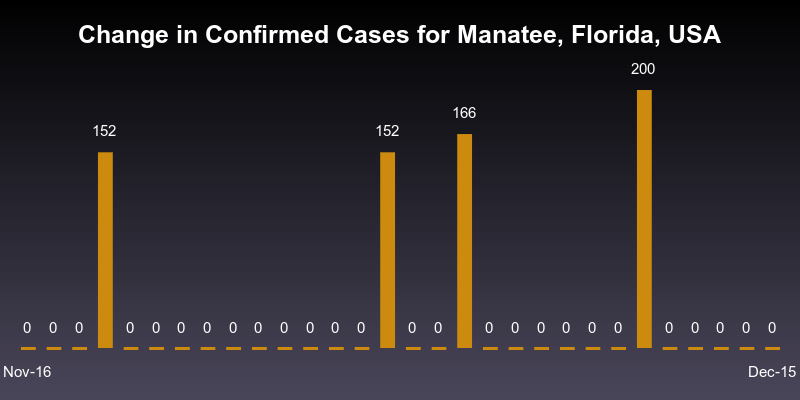 Change in Confirmed Cases for Manatee, Florida, USA
200
166
152 152
0 0 0 0 0 0 0 0 0 0 0 0 0 0 0 0 0 0 0 0 0 0 0 0 0 0
Nov-16 Dec-15